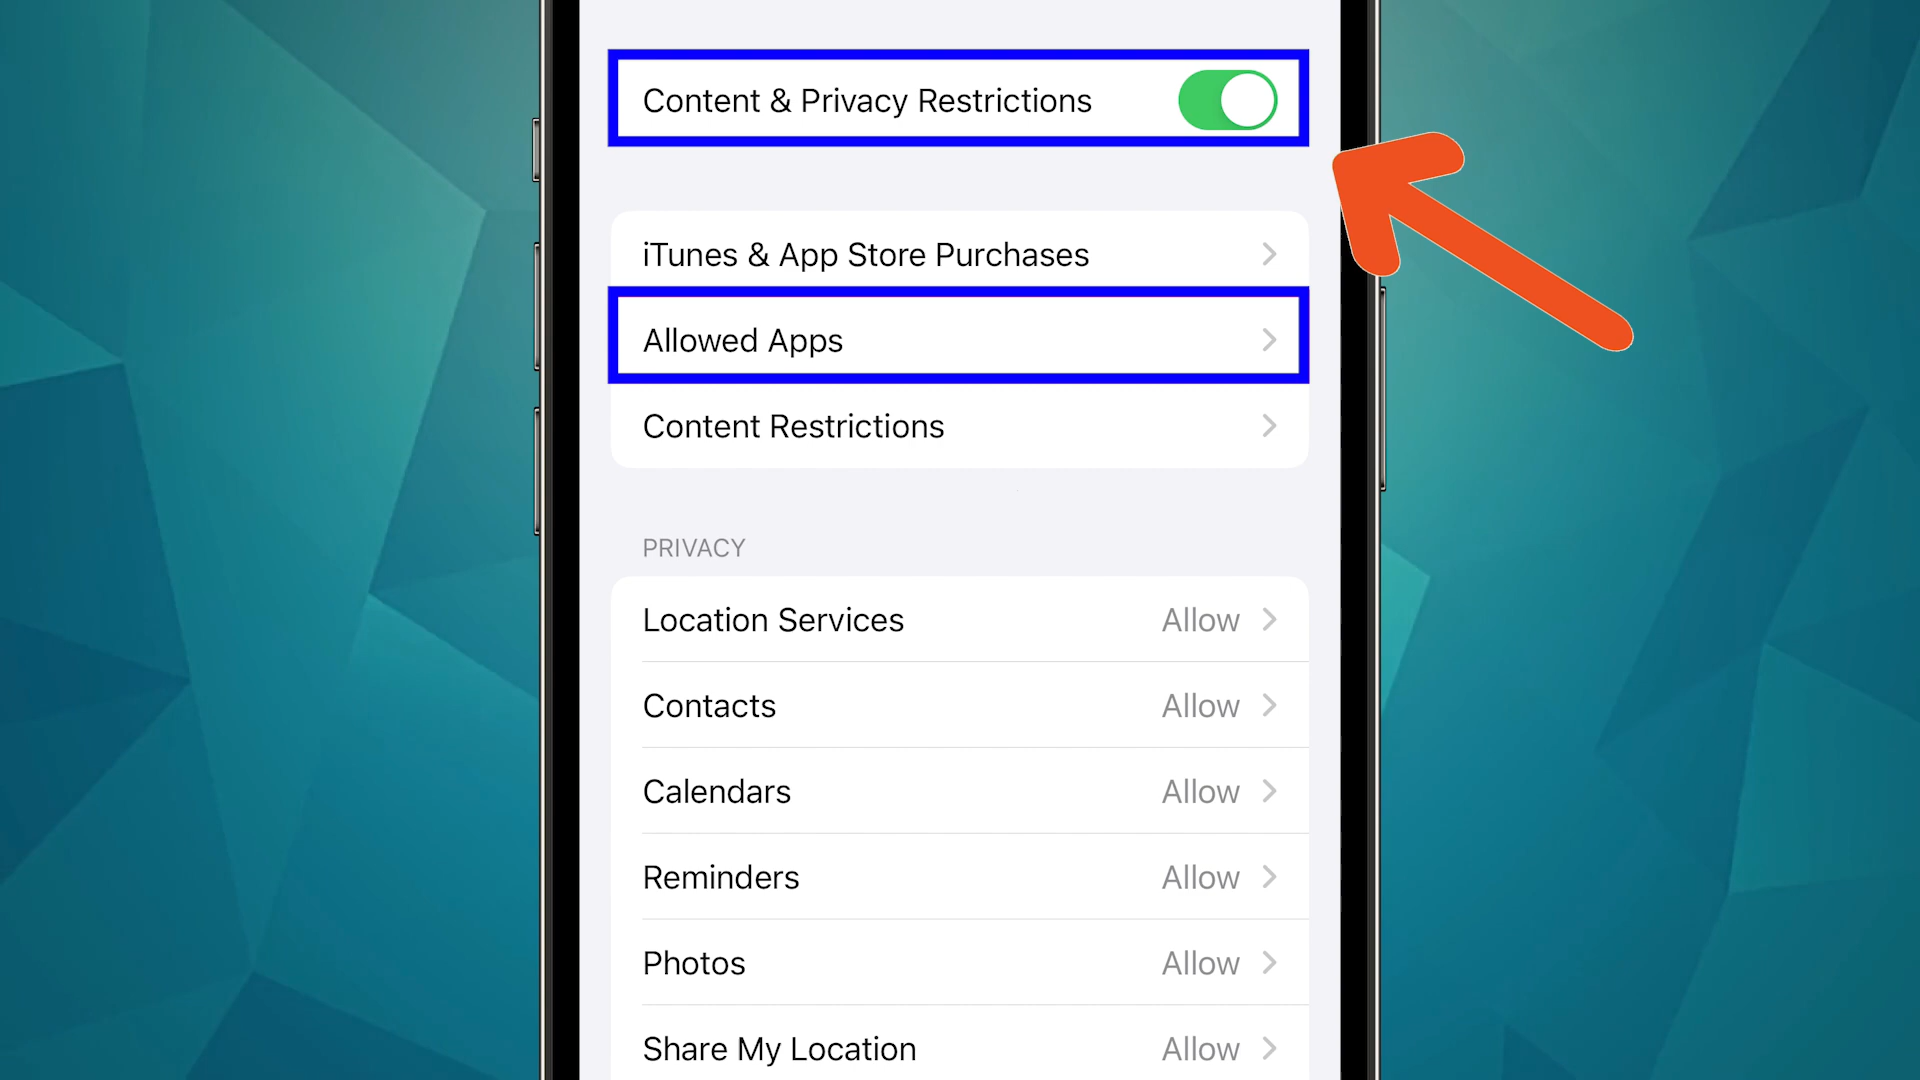 Content & Privacy Restrictions
iTunes & App Store Purchases
Allowed Apps
Content Restrictions
PRIVACY
Location Services Allow
Contacts Allow
Calendars Allow
Reminders Allow
Photos Allow
Share My Location Allow